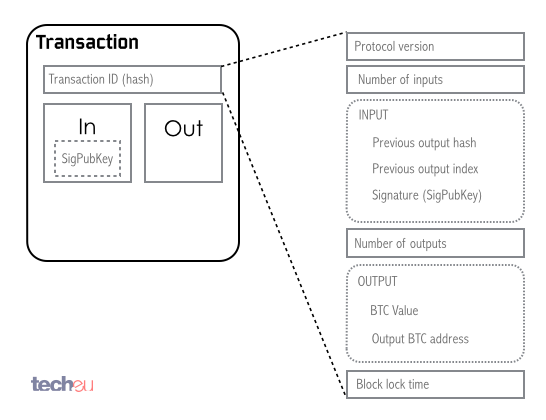 Transaction
Transaction ID (hash)
In
SigPubKey
Out
Protocol version
Number of inputs
INPUT
Previous output hash
Previous output index
Signature (SigPubKey)
Number of outputs
OUTPUT
BTC Value
Output BTC address
Block lock time
techeu